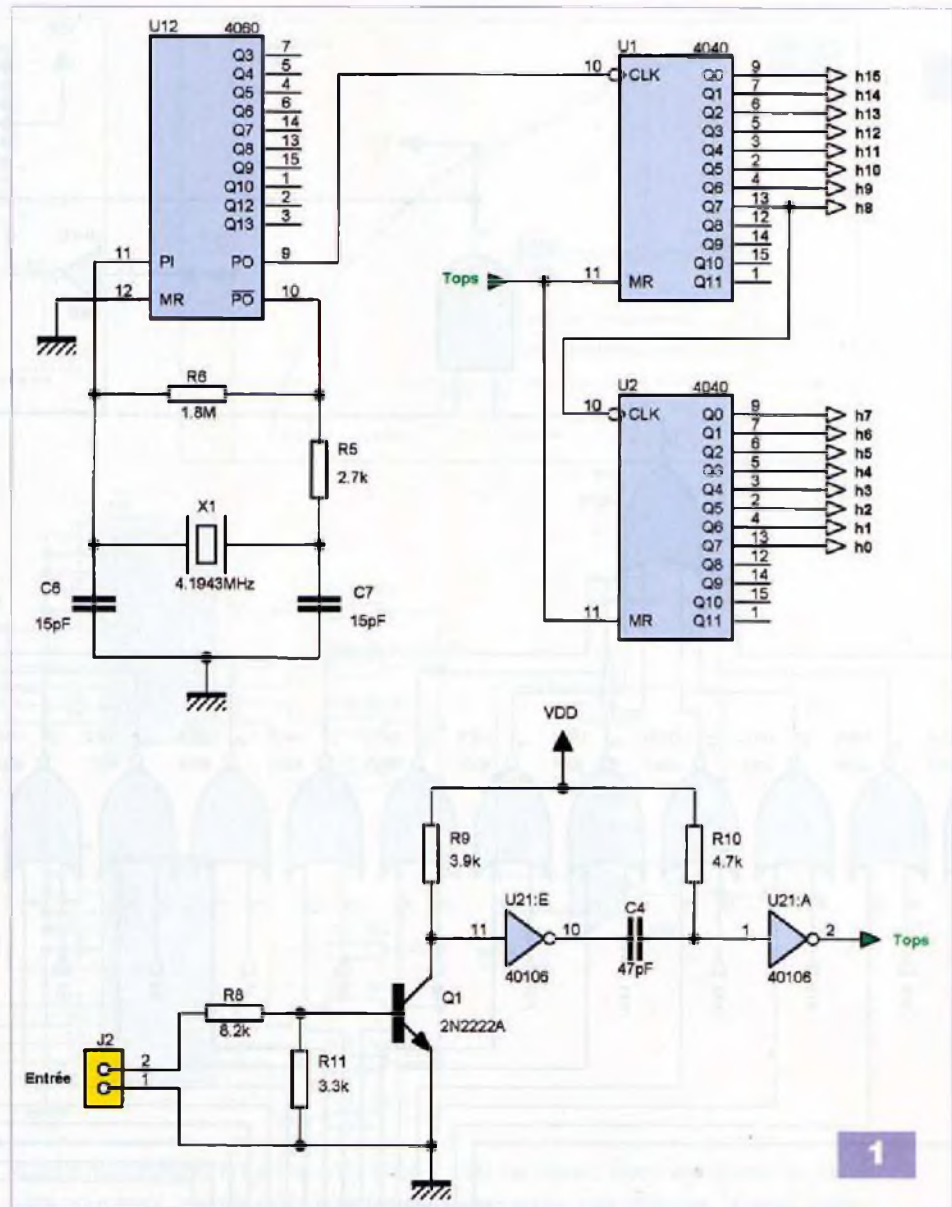 U12 4060
Q3 7
Q4 5
Q5 4
Q6 6
Q7 14
Q8 13
Q9 15
Q10 1
Q12 2
Q13 3
11 PI PO 9
12 MR PO 10
R6
1.8M
R5
2.7k
X1
4.1943MHz
C6
15pF
C7
15pF
U1 4040
10 CLK Q0 9 h15
Q1 7 h14
Q2 6 h13
Q3 5 h12
Q4 3 h11
Q5 2 h10
Q6 4 h9
Q7 13 h8
Q8 12
Q9 14
Q10 15
Tops 11 MR Q11 1
U2 4040
10 CLK Q0 9 h7
Q1 7 h6
Q2 6 h5
Q3 5 h4
Q4 3 h3
Q5 2 h2
Q6 4 h1
Q7 13 h0
Q8 12
Q9 14
Q10 15
11 MR Q11 1
VDD
R9
3.9k
R10
4.7k
U21:E
11 10
40106
C4
47pF
U21:A
1 2
40106
Tops
R8
8.2k
Q1
2N2222A
R11
3.3k
J2
Entrée
2
1
1